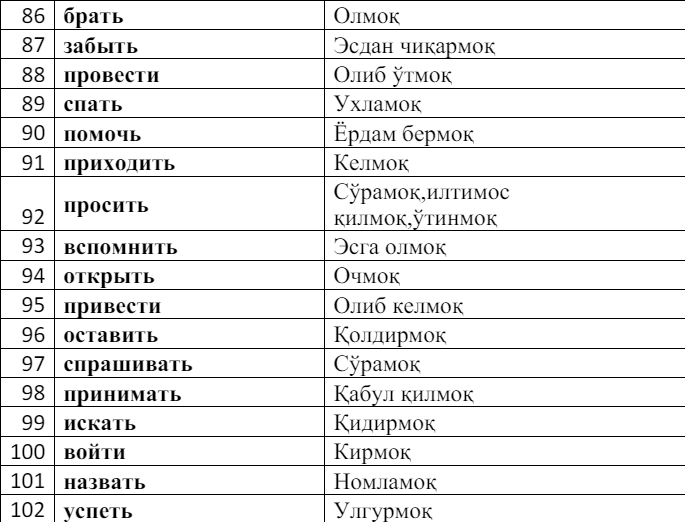 86 брать Олмоқ
87 забыть Эсдан чиқармоқ
88 провести Олиб ўтмоқ
89 спать Ухламоқ
90 помочь Ёрдам бермоқ
91 приходить Келмоқ
92 просить Сўрамоқ,илтимос
қилмоқ,ўтинмоқ
93 вспомнить Эсга олмоқ
94 открыть Очмоқ
95 привести Олиб келмоқ
96 оставить Қолдирмоқ
97 спрашивать Сўрамоқ
98 принимать Қабул қилмоқ
99 искать Қидирмоқ
100 войти Кирмоқ
101 назвать Номламоқ
102 успеть Улгурмоқ